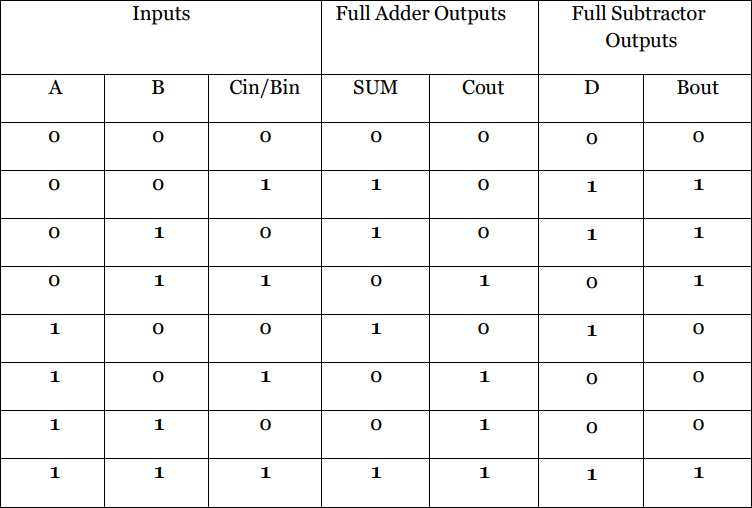 Inputs Full Adder Outputs Full Subtractor
Outputs
A B Cin/Bin SUM Cout D Bout
0 0 0 0 0 0 0
0 0 1 1 0 1 1
0 1 0 1 0 1 1
0 1 1 0 1 0 1
1 0 0 1 0 1 0
1 0 1 0 1 0 0
1 1 0 0 1 0 0
1 1 1 1 1 1 1